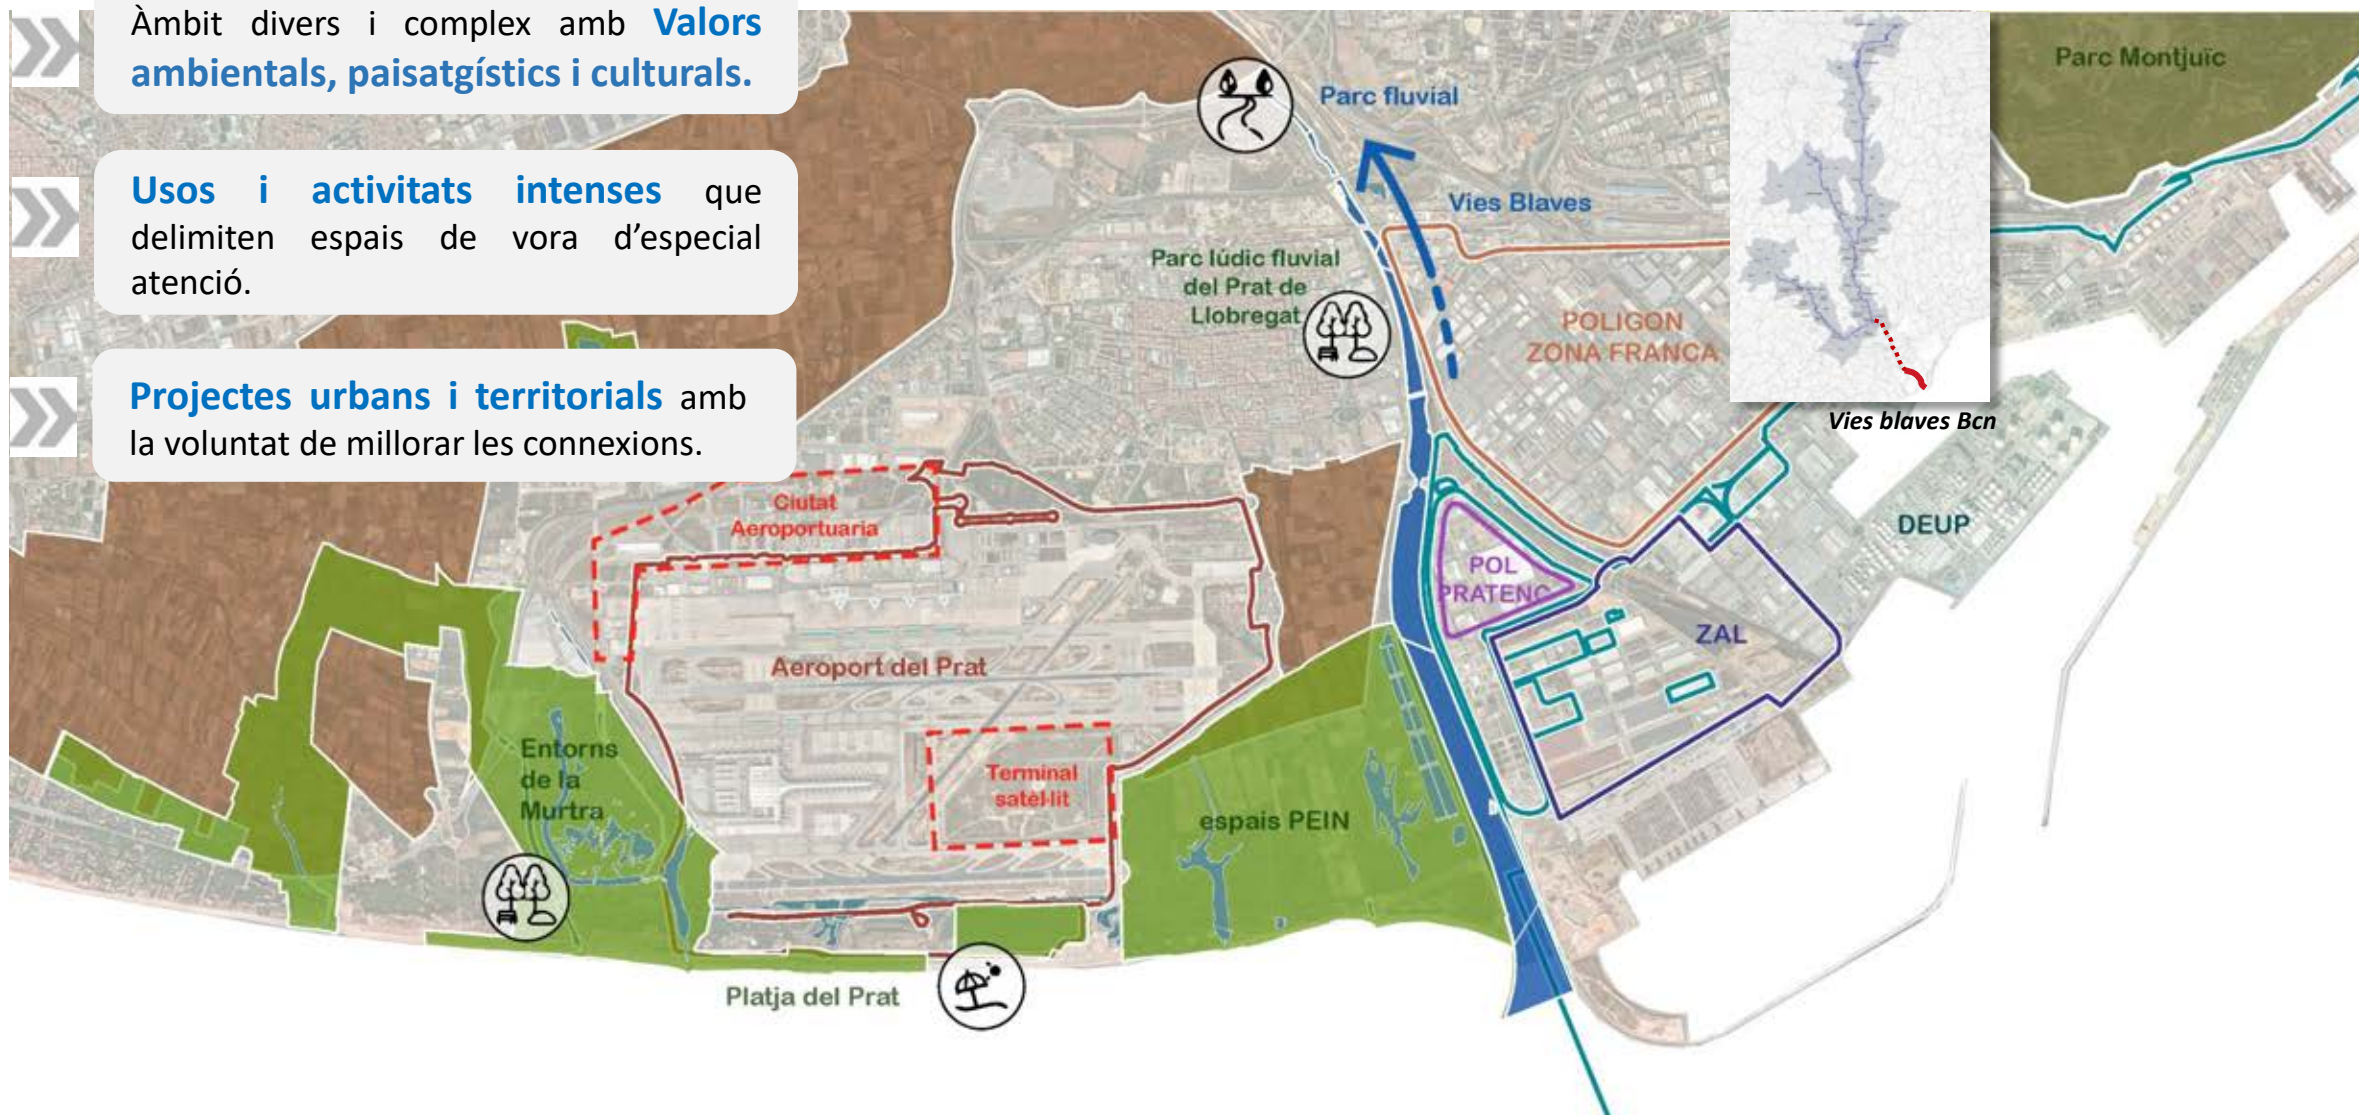 Àmbit divers i complex amb Valors
ambientals, paisatgístics i culturals.
Usos i activitats intenses que
delimiten espais de vora d'especial
atenció.
Projectes urbans i territorials amb
la voluntat de millorar les connexions.
Parc Montjuïc
Parc fluvial
Vies Blaves
Parc lúdic fluvial
del Prat de
Llobregat
POLIGON
ZONA FRANCA
Vies blaves Bcn
Ciutat
Aeroportuaria
DEUP
POL
PRATENC
ZAL
Aeroport del Prat
Entorns
de la
Murtra
Terminal
satèl·lit
espais PEIN
Platja del Prat